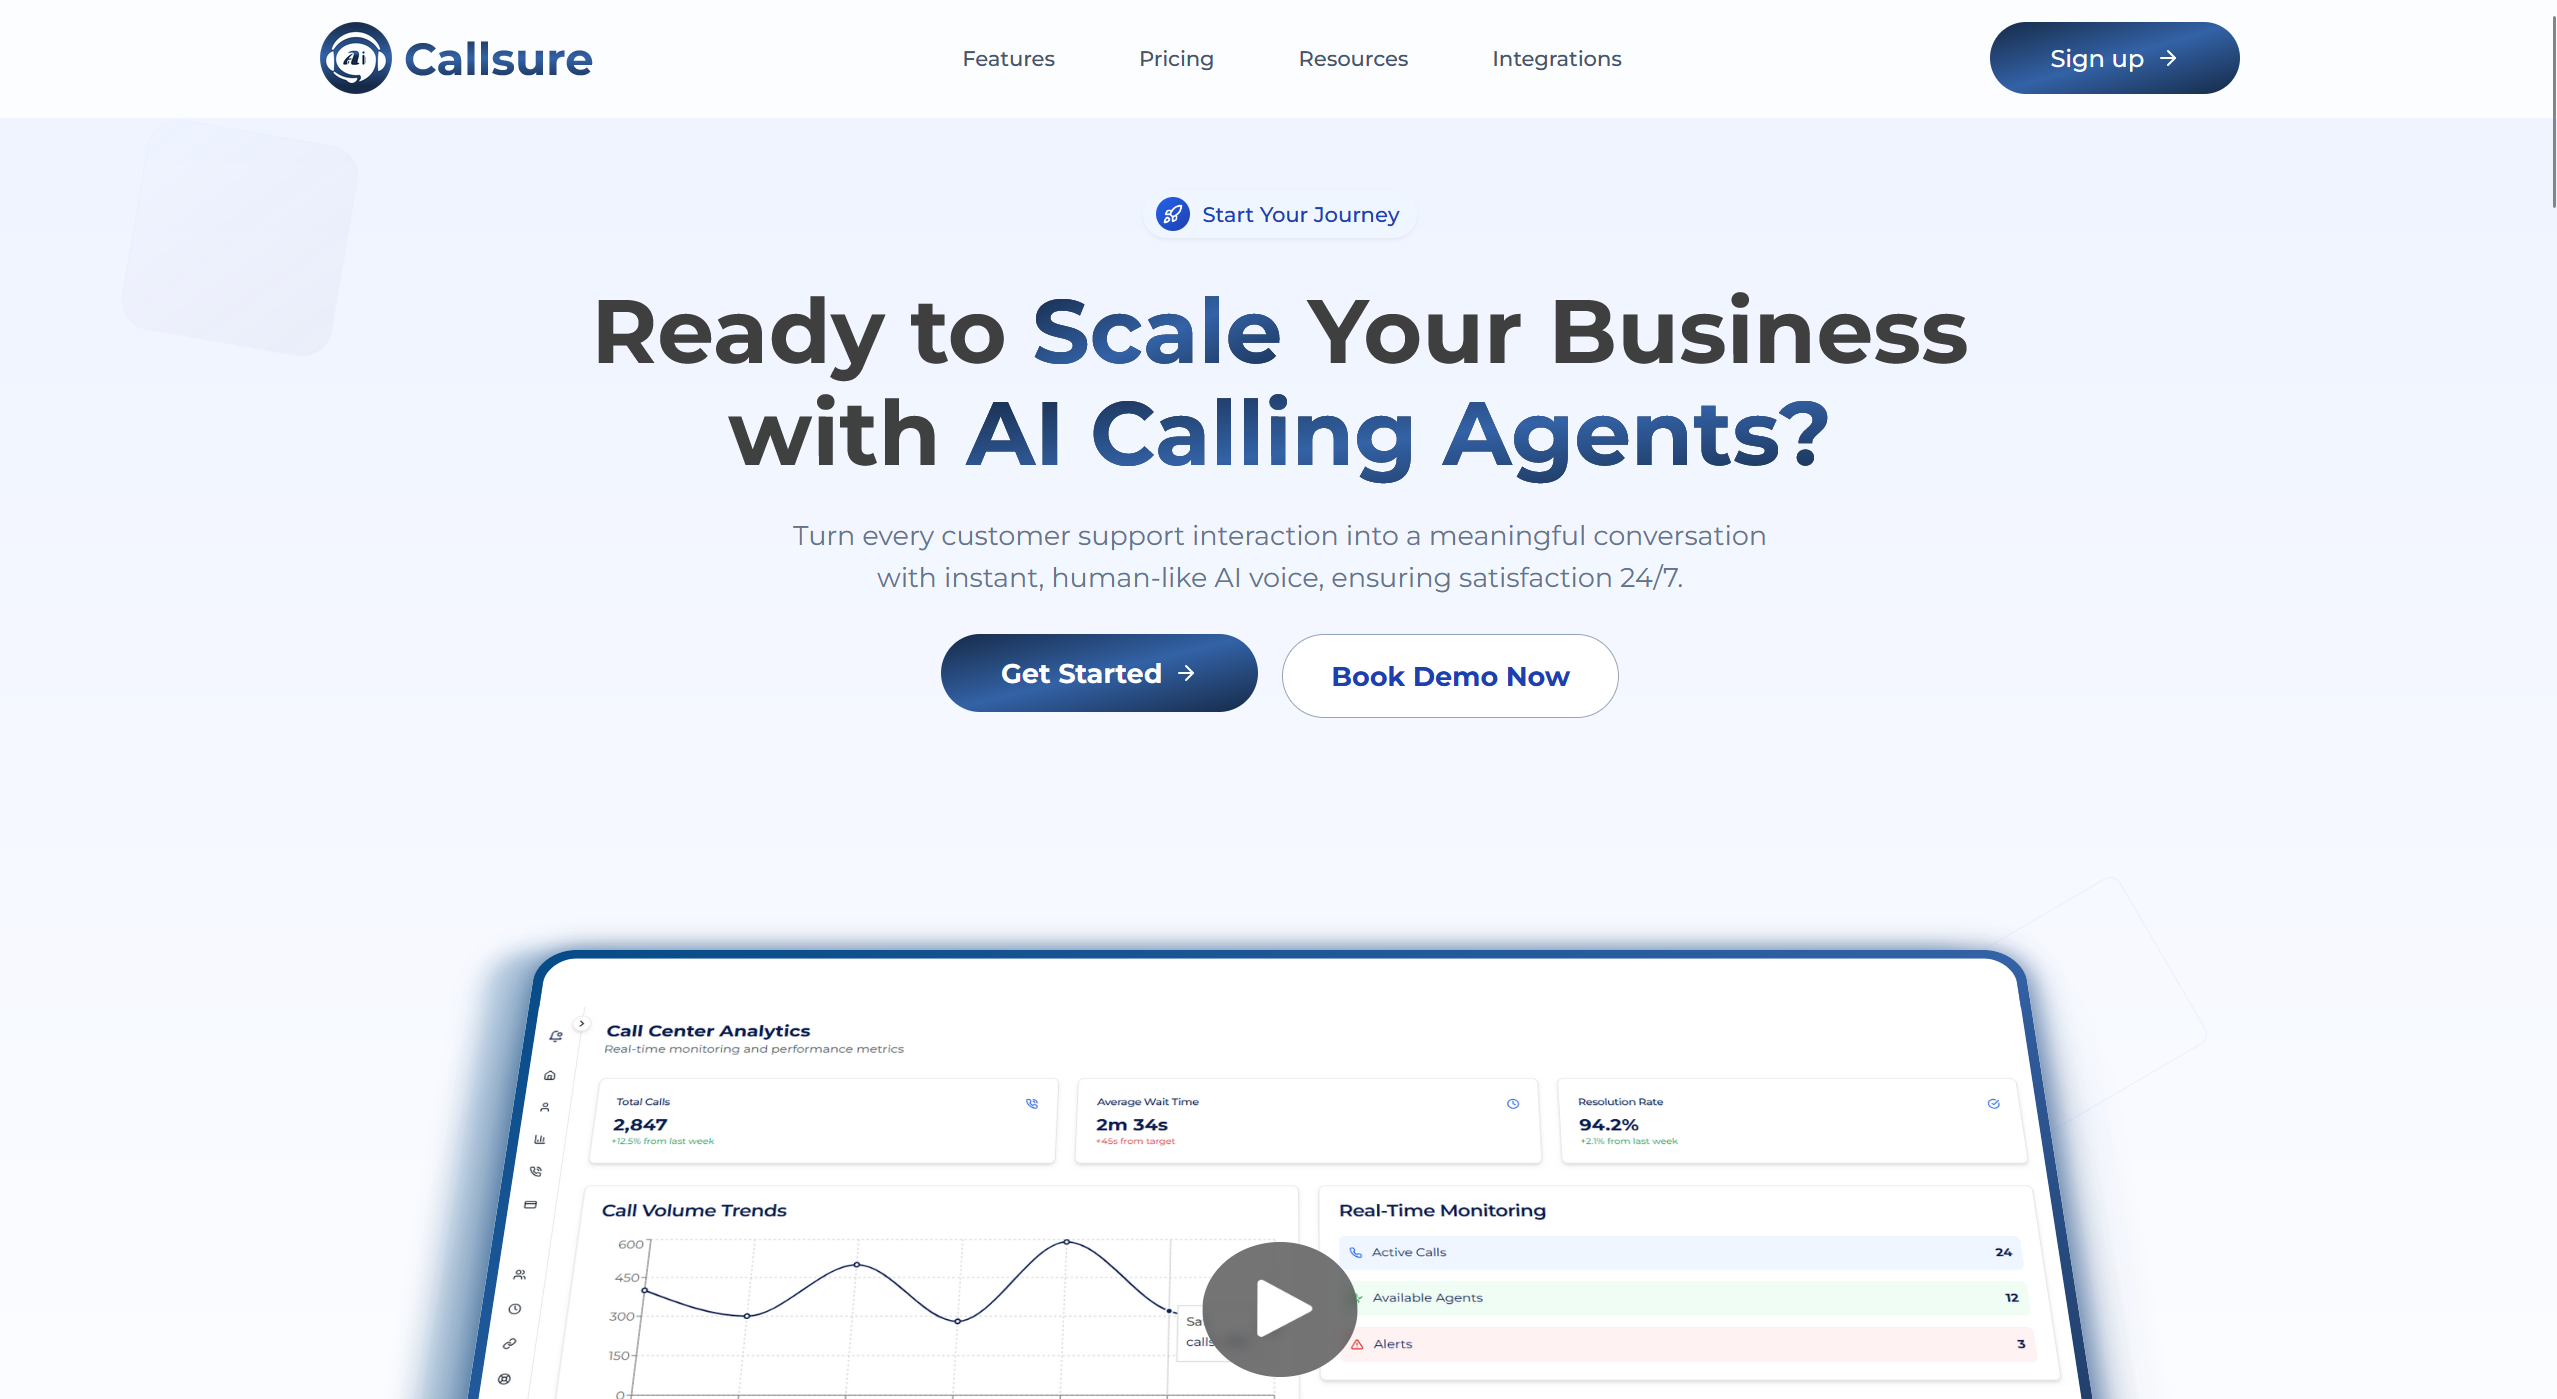 Ai Callsure
Features
Pricing
Resources
Integrations
Sign up
Start Your Journey
Ready to Scale Your Business
with AI Calling Agents?
Turn every customer support interaction into a meaningful conversation
with instant, human-like AI voice, ensuring satisfaction 24/7.
Get Started
Book Demo Now
Call Center Analytics
Real-time monitoring and performance metrics
Total Calls
2,847
+12.5% from last week
Average Wait Time
2m 34s
+45s from target
Resolution Rate
94.2%
+2.1% from last week
Call Volume Trends
600
450
300
150
0
calls
Real-Time Monitoring
Active Calls 24
Available Agents 12
Alerts 3